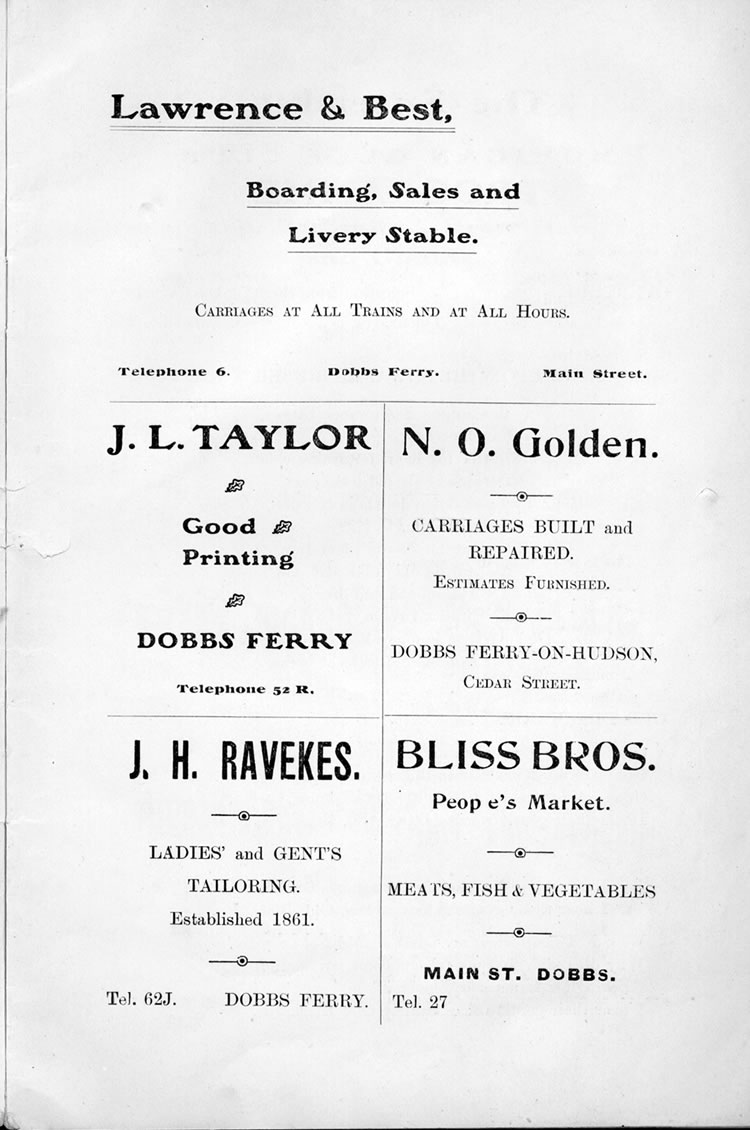 Lawrence & Best,
Boarding, Sales and
Livery Stable.
Carriages at All Trains and at All Hours.
Telephone 6. Dobbs Ferry. Main Street.
J. L. TAYLOR
Good
Printing
DOBBS FERRY
Telephone 52 R.
N. O. Golden.
CARRIAGES BUILT and
REPAIRED.
Estimates Furnished.
DOBBS FERRY-ON-HUDSON,
Cedar Street.
J. H. RAVEKES.
LADIES' and GENT'S
TAILORING.
Established 1861.
Tel. 62J. DOBBS FERRY.
BLISS BROS.
Peop e's Market.
MEATS, FISH & VEGETABLES
MAIN ST. DOBBS.
Tel. 27